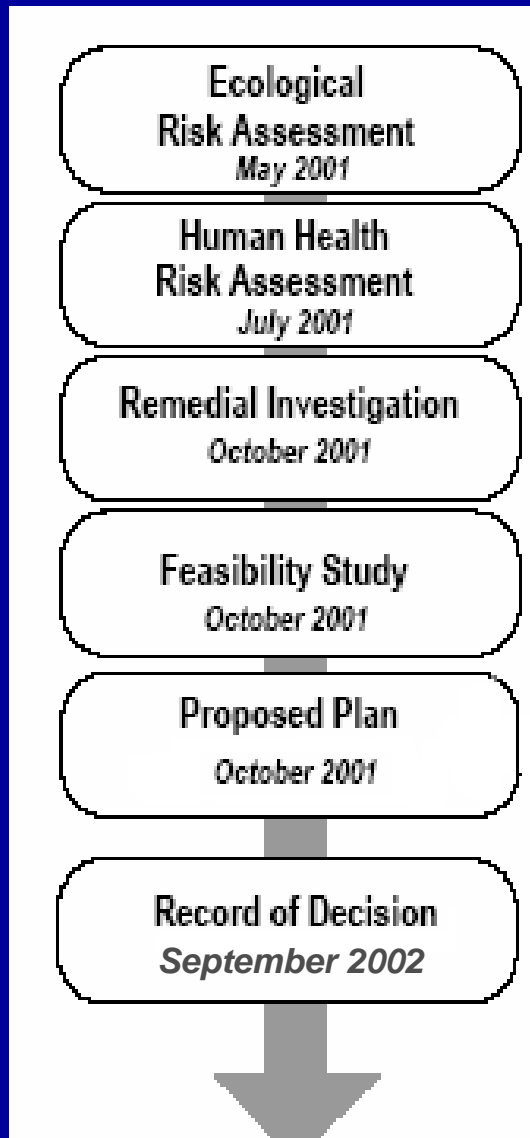 Ecological
Risk Assessment
May 2001
Human Health
Risk Assessment
July 2001
Remedial Investigation
October 2001
Feasibility Study
October 2001
Proposed Plan
October 2001
Record of Decision
September 2002